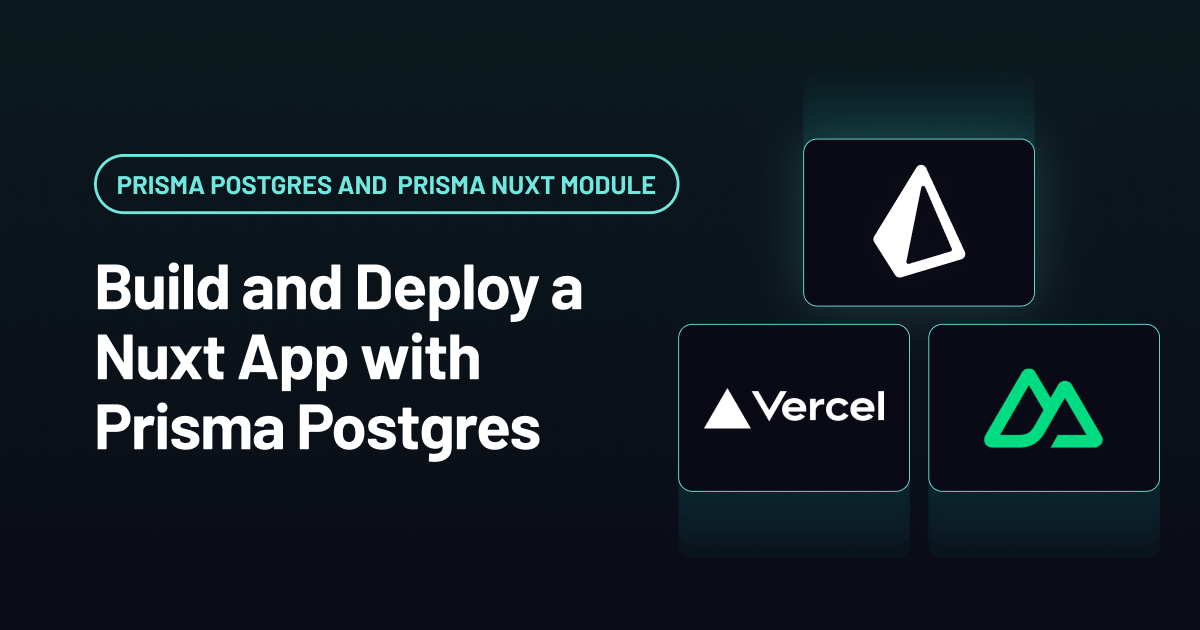 PRISMA POSTGRES AND  PRISMA NUXT MODULE
Build and Deploy a
Nuxt App with
Prisma Postgres
Vercel